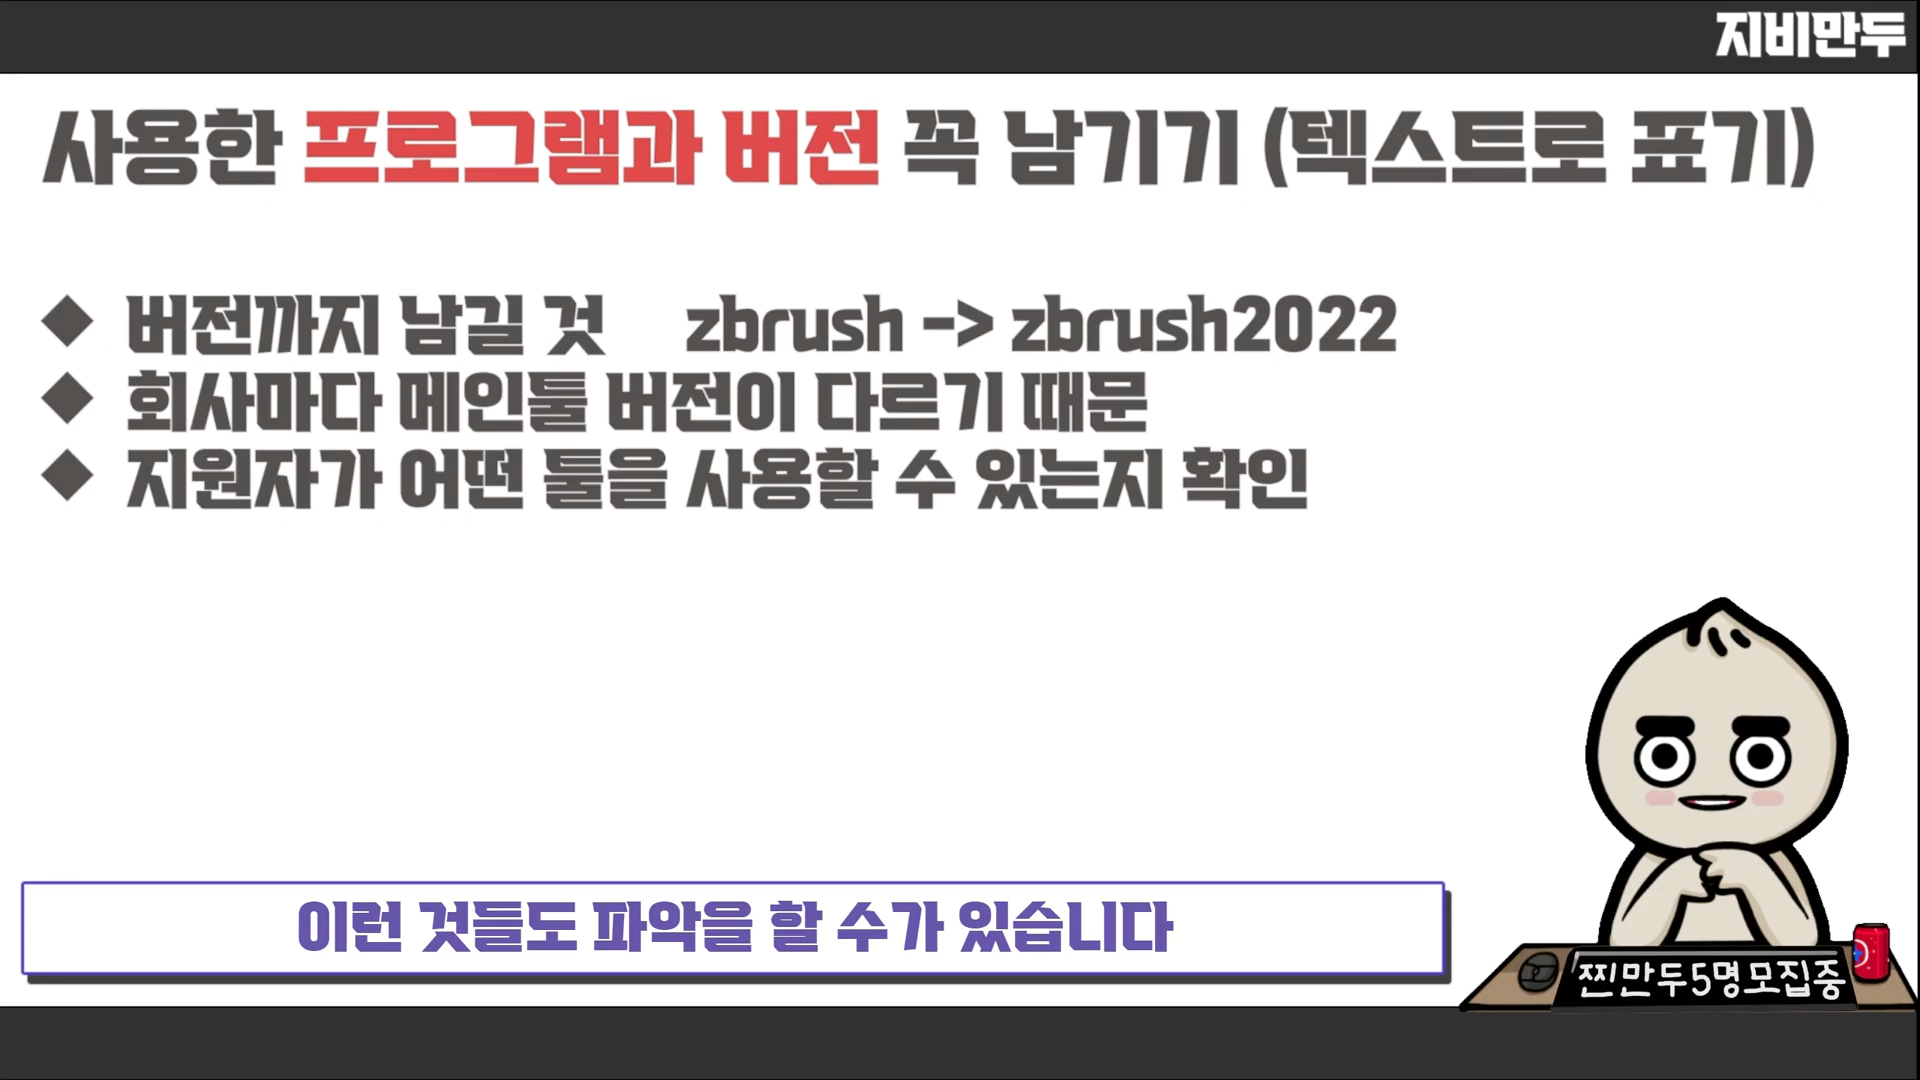 지비만두
사용한 프로그램과 버전 꼭 남기기 (텍스트로 표기)
◆ 버전까지 남길 것 zbrush -> zbrush2022
◆ 회사마다 메인툴 버전이 다르기 때문
◆ 지원자가 어떤 툴을 사용할 수 있는지 확인
이런 것들도 파악을 할 수가 있습니다
찐만두5명모집중